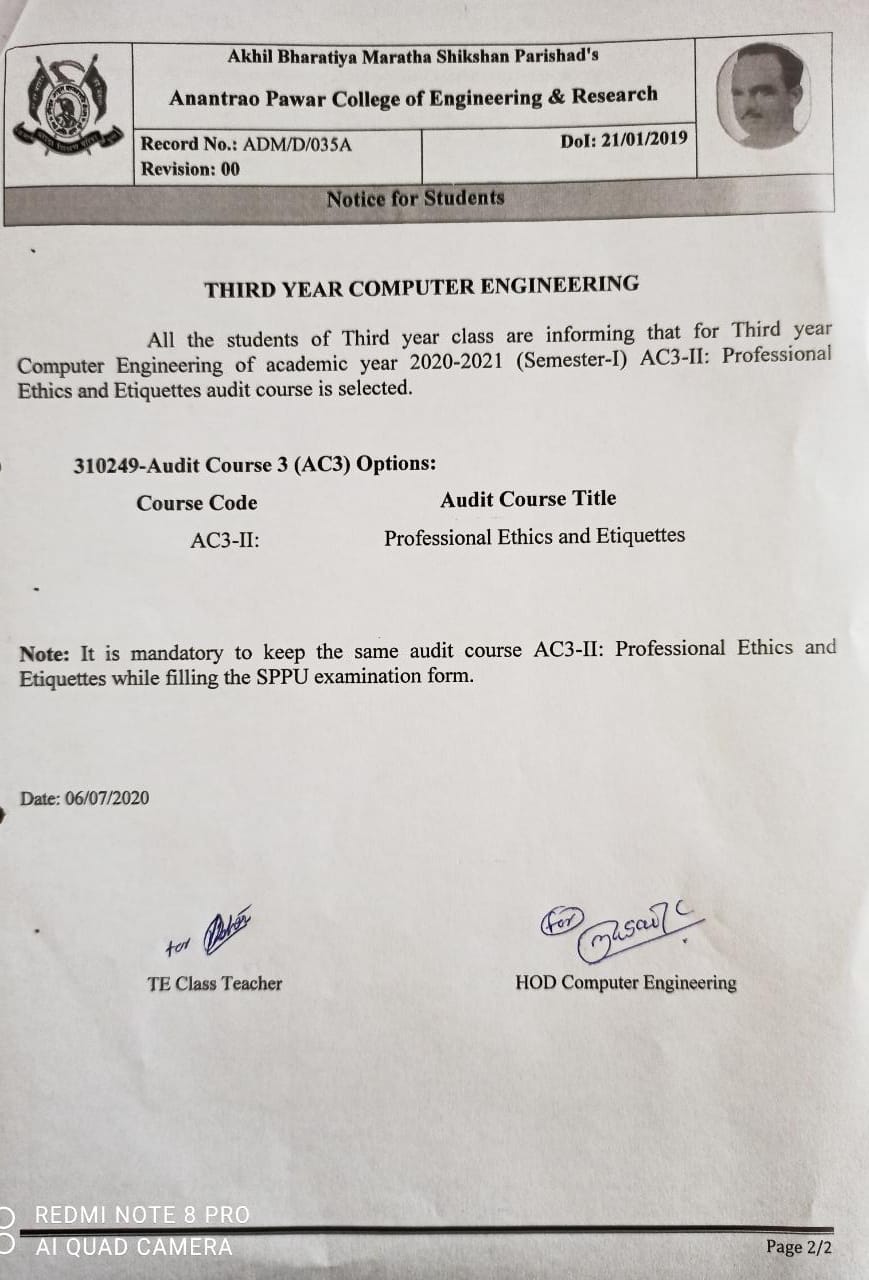 Akhil Bharatiya Maratha Shikshan Parishad's
Anantrao Pawar College of Engineering & Research
Record No.: ADM/D/035A
Revision: 00
DoI: 21/01/2019
Notice for Students
THIRD YEAR COMPUTER ENGINEERING
All the students of Third year class are informing that for Third year
Computer Engineering of academic year 2020-2021 (Semester-I) AC3-II: Professional
Ethics and Etiquettes audit course is selected.
310249-Audit Course 3 (AC3) Options:
Course Code Audit Course Title
AC3-II: Professional Ethics and Etiquettes
Note: It is mandatory to keep the same audit course AC3-II: Professional Ethics and
Etiquettes while filling the SPPU examination form.
Date: 06/07/2020
for
for
TE Class Teacher
HOD Computer Engineering
REDMI NOTE 8 PRO
AI QUAD CAMERA
Page 2/2